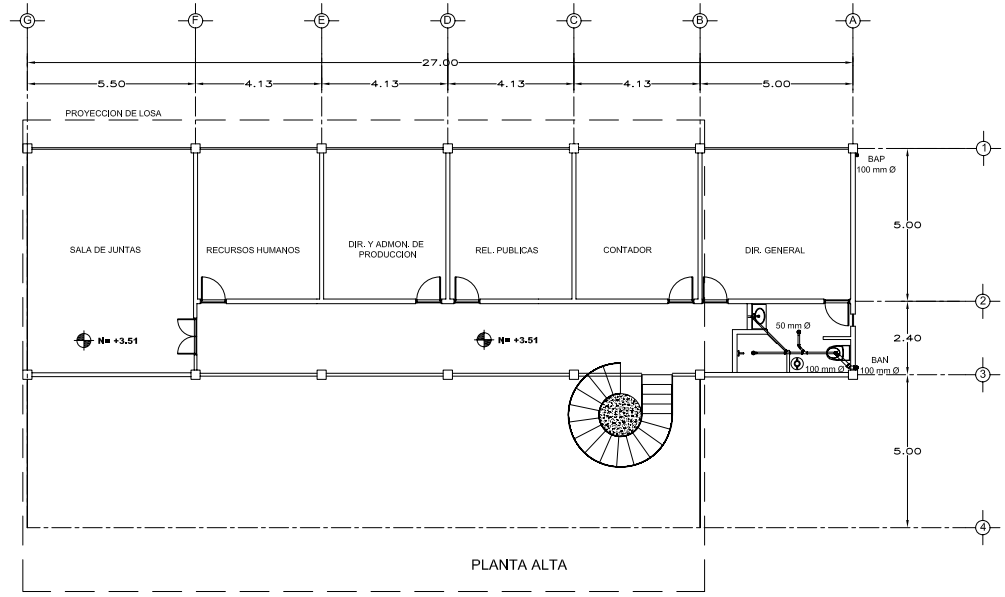 G F E D C B A
27.00
5.50 4.13 4.13 4.13 4.13 5.00
PROYECCION DE LOSA
1
BAP
100 mm Ø
5.00
SALA DE JUNTAS
RECURSOS HUMANOS
DIR. Y ADMON. DE
PRODUCCION
REL. PUBLICAS
CONTADOR
DIR. GENERAL
2
N= +3.51
N= +3.51
50 mm Ø
2.40
100 mm Ø
BAN
100 mm Ø
3
5.00
4
PLANTA ALTA